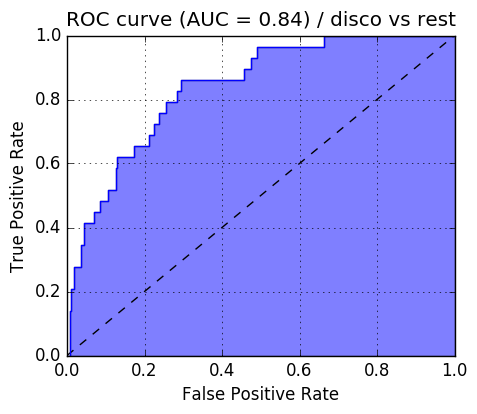 ROC curve (AUC = 0.84) / disco vs rest
1.0
0.8
0.6
0.4
0.2
0.0
True Positive Rate
0.0 0.2 0.4 0.6 0.8 1.0
False Positive Rate